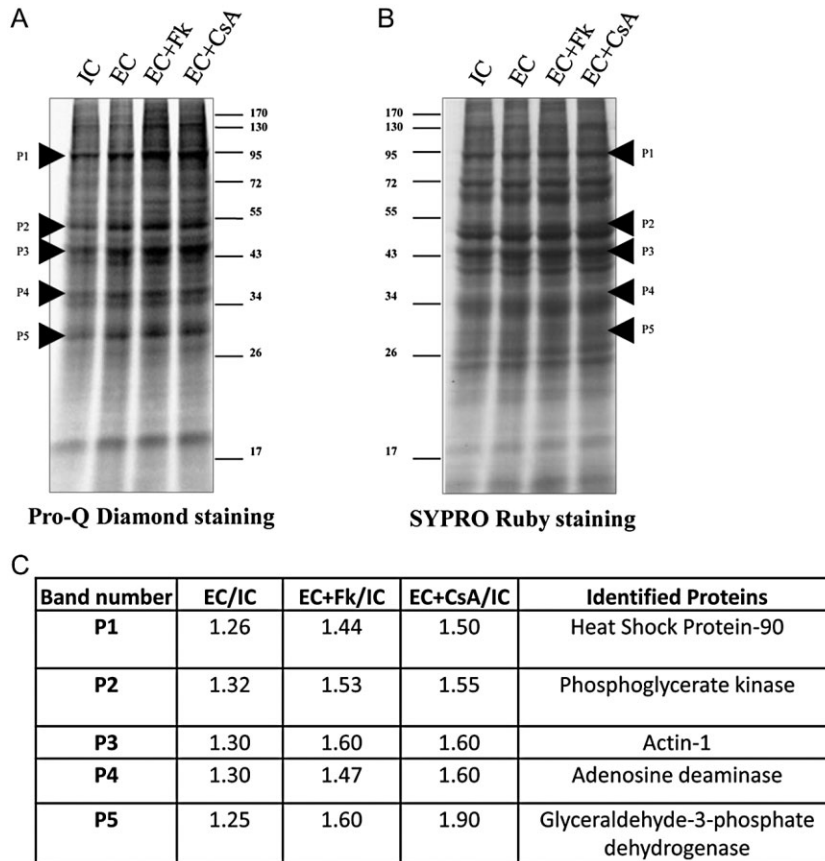 A
IC EC EC+Fk EC+CsA
170
130
P1 95
72
P2 55
P3 43
P4 34
P5
26
17
Pro-Q Diamond staining
B
IC EC EC+Fk EC+CsA
170
130
95 P1
72
55 P2
43 P3
34 P4
P5
26
17
SYPRO Ruby staining
C
Band number EC/IC EC+Fk/IC EC+CsA/IC Identified Proteins
P1 1.26 1.44 1.50 Heat Shock Protein-90
P2 1.32 1.53 1.55 Phosphoglycerate kinase
P3 1.30 1.60 1.60 Actin-1
P4 1.30 1.47 1.60 Adenosine deaminase
P5 1.25 1.60 1.90 Glyceraldehyde-3-phosphate
dehydrogenase